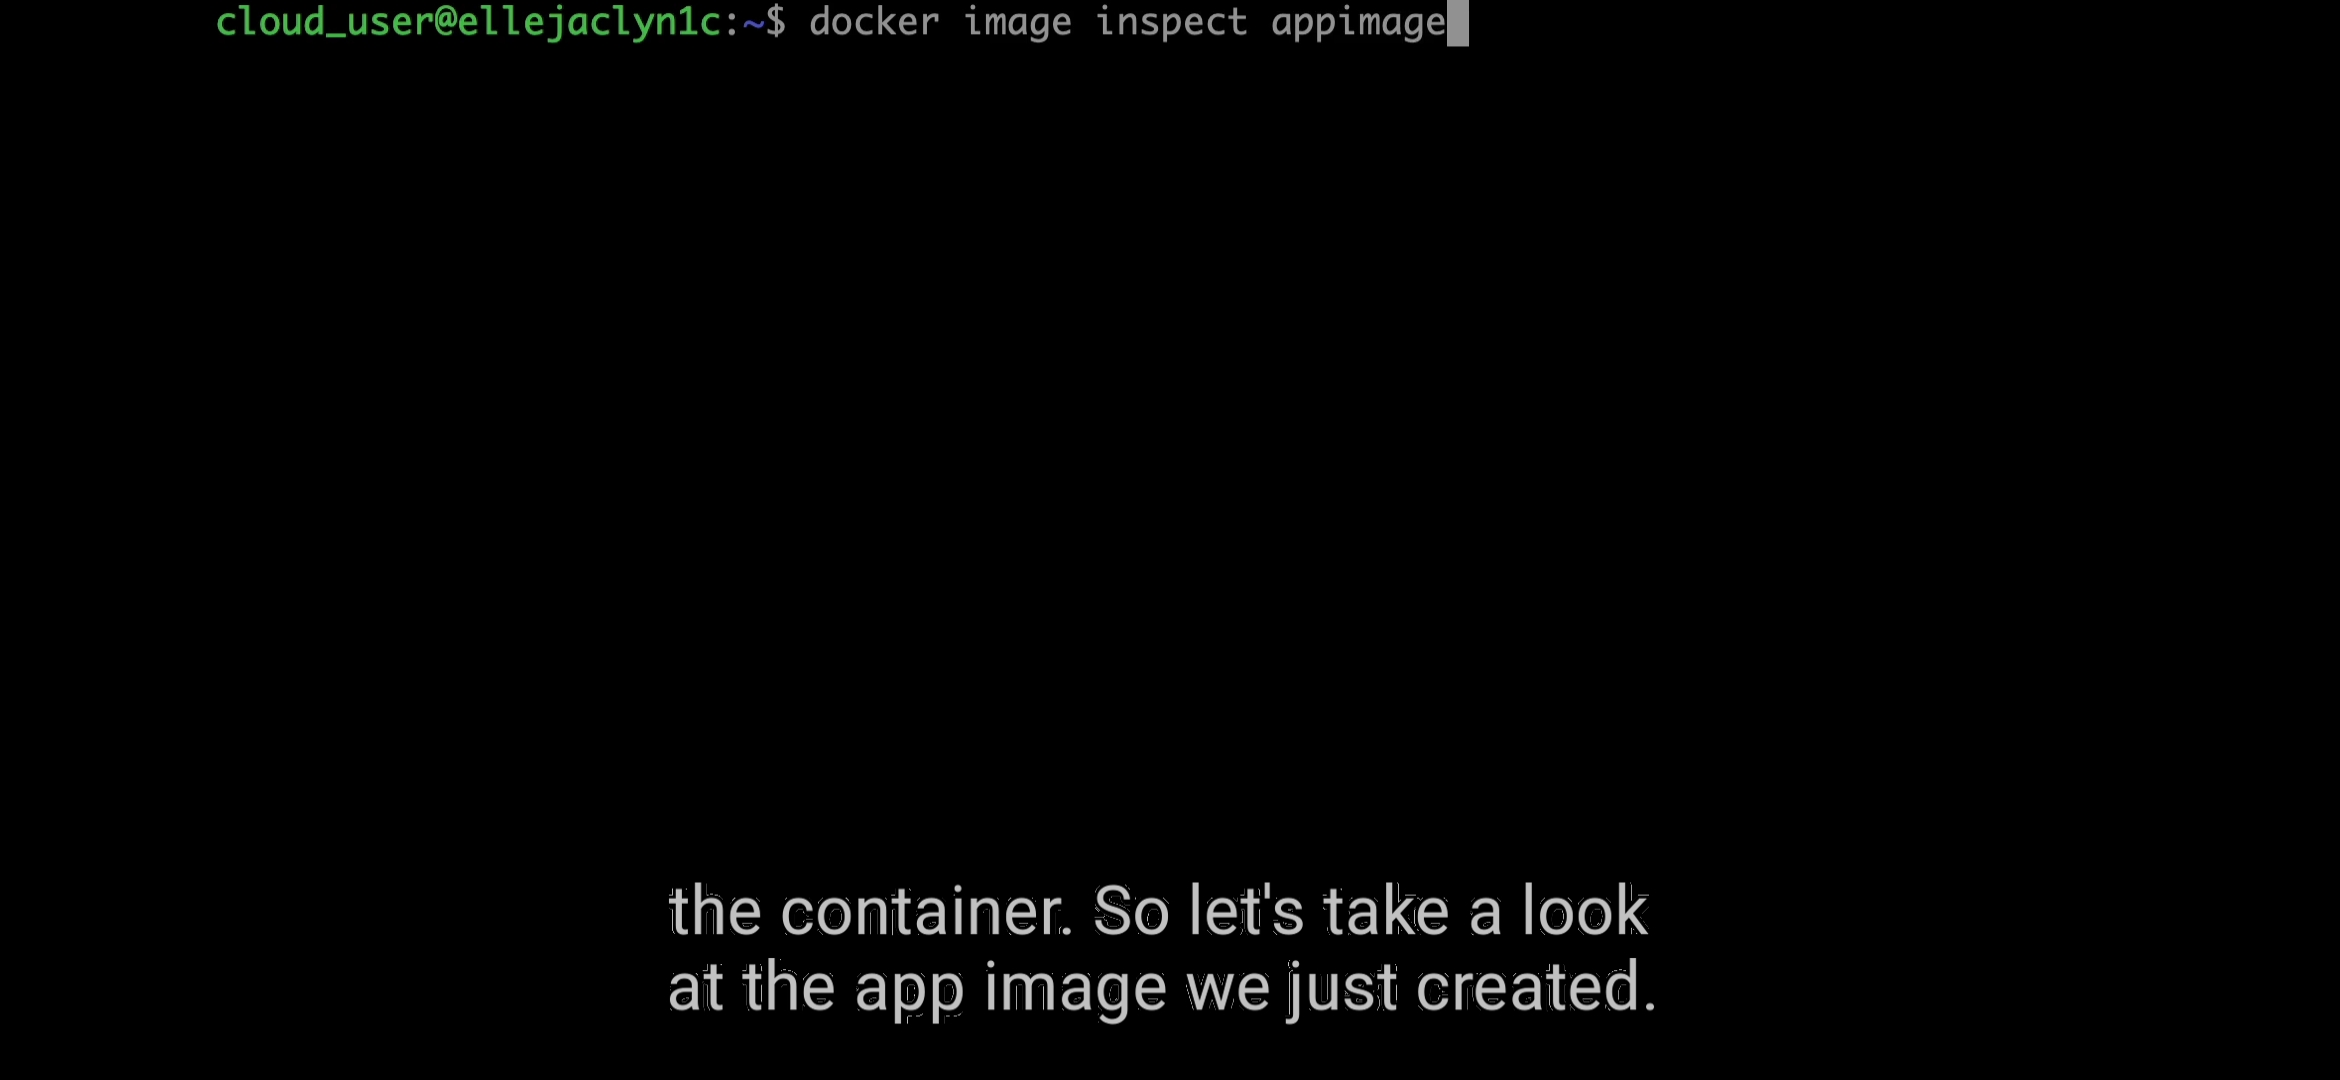 cloud_user@ellejaclyn1c:~$ docker image inspect appimage
the container. So let's take a look
at the app image we just created.